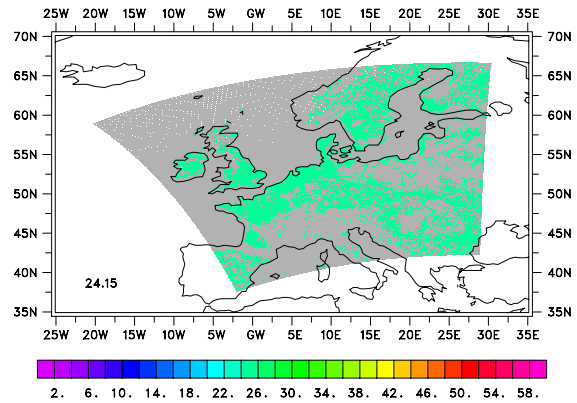 25W 20W 15W 10W 5W GW 5E 10E 15E 20E 25E 30E 35E
70N 70N
65N 65N
60N 60N
55N 55N
50N 50N
45N 45N
40N 40N
24.15
35N 35N
25W 20W 15W 10W 5W GW 5E 10E 15E 20E 25E 30E 35E
2. 6. 10. 14. 18. 22. 26. 30. 34. 38. 42. 46. 50. 54. 58.